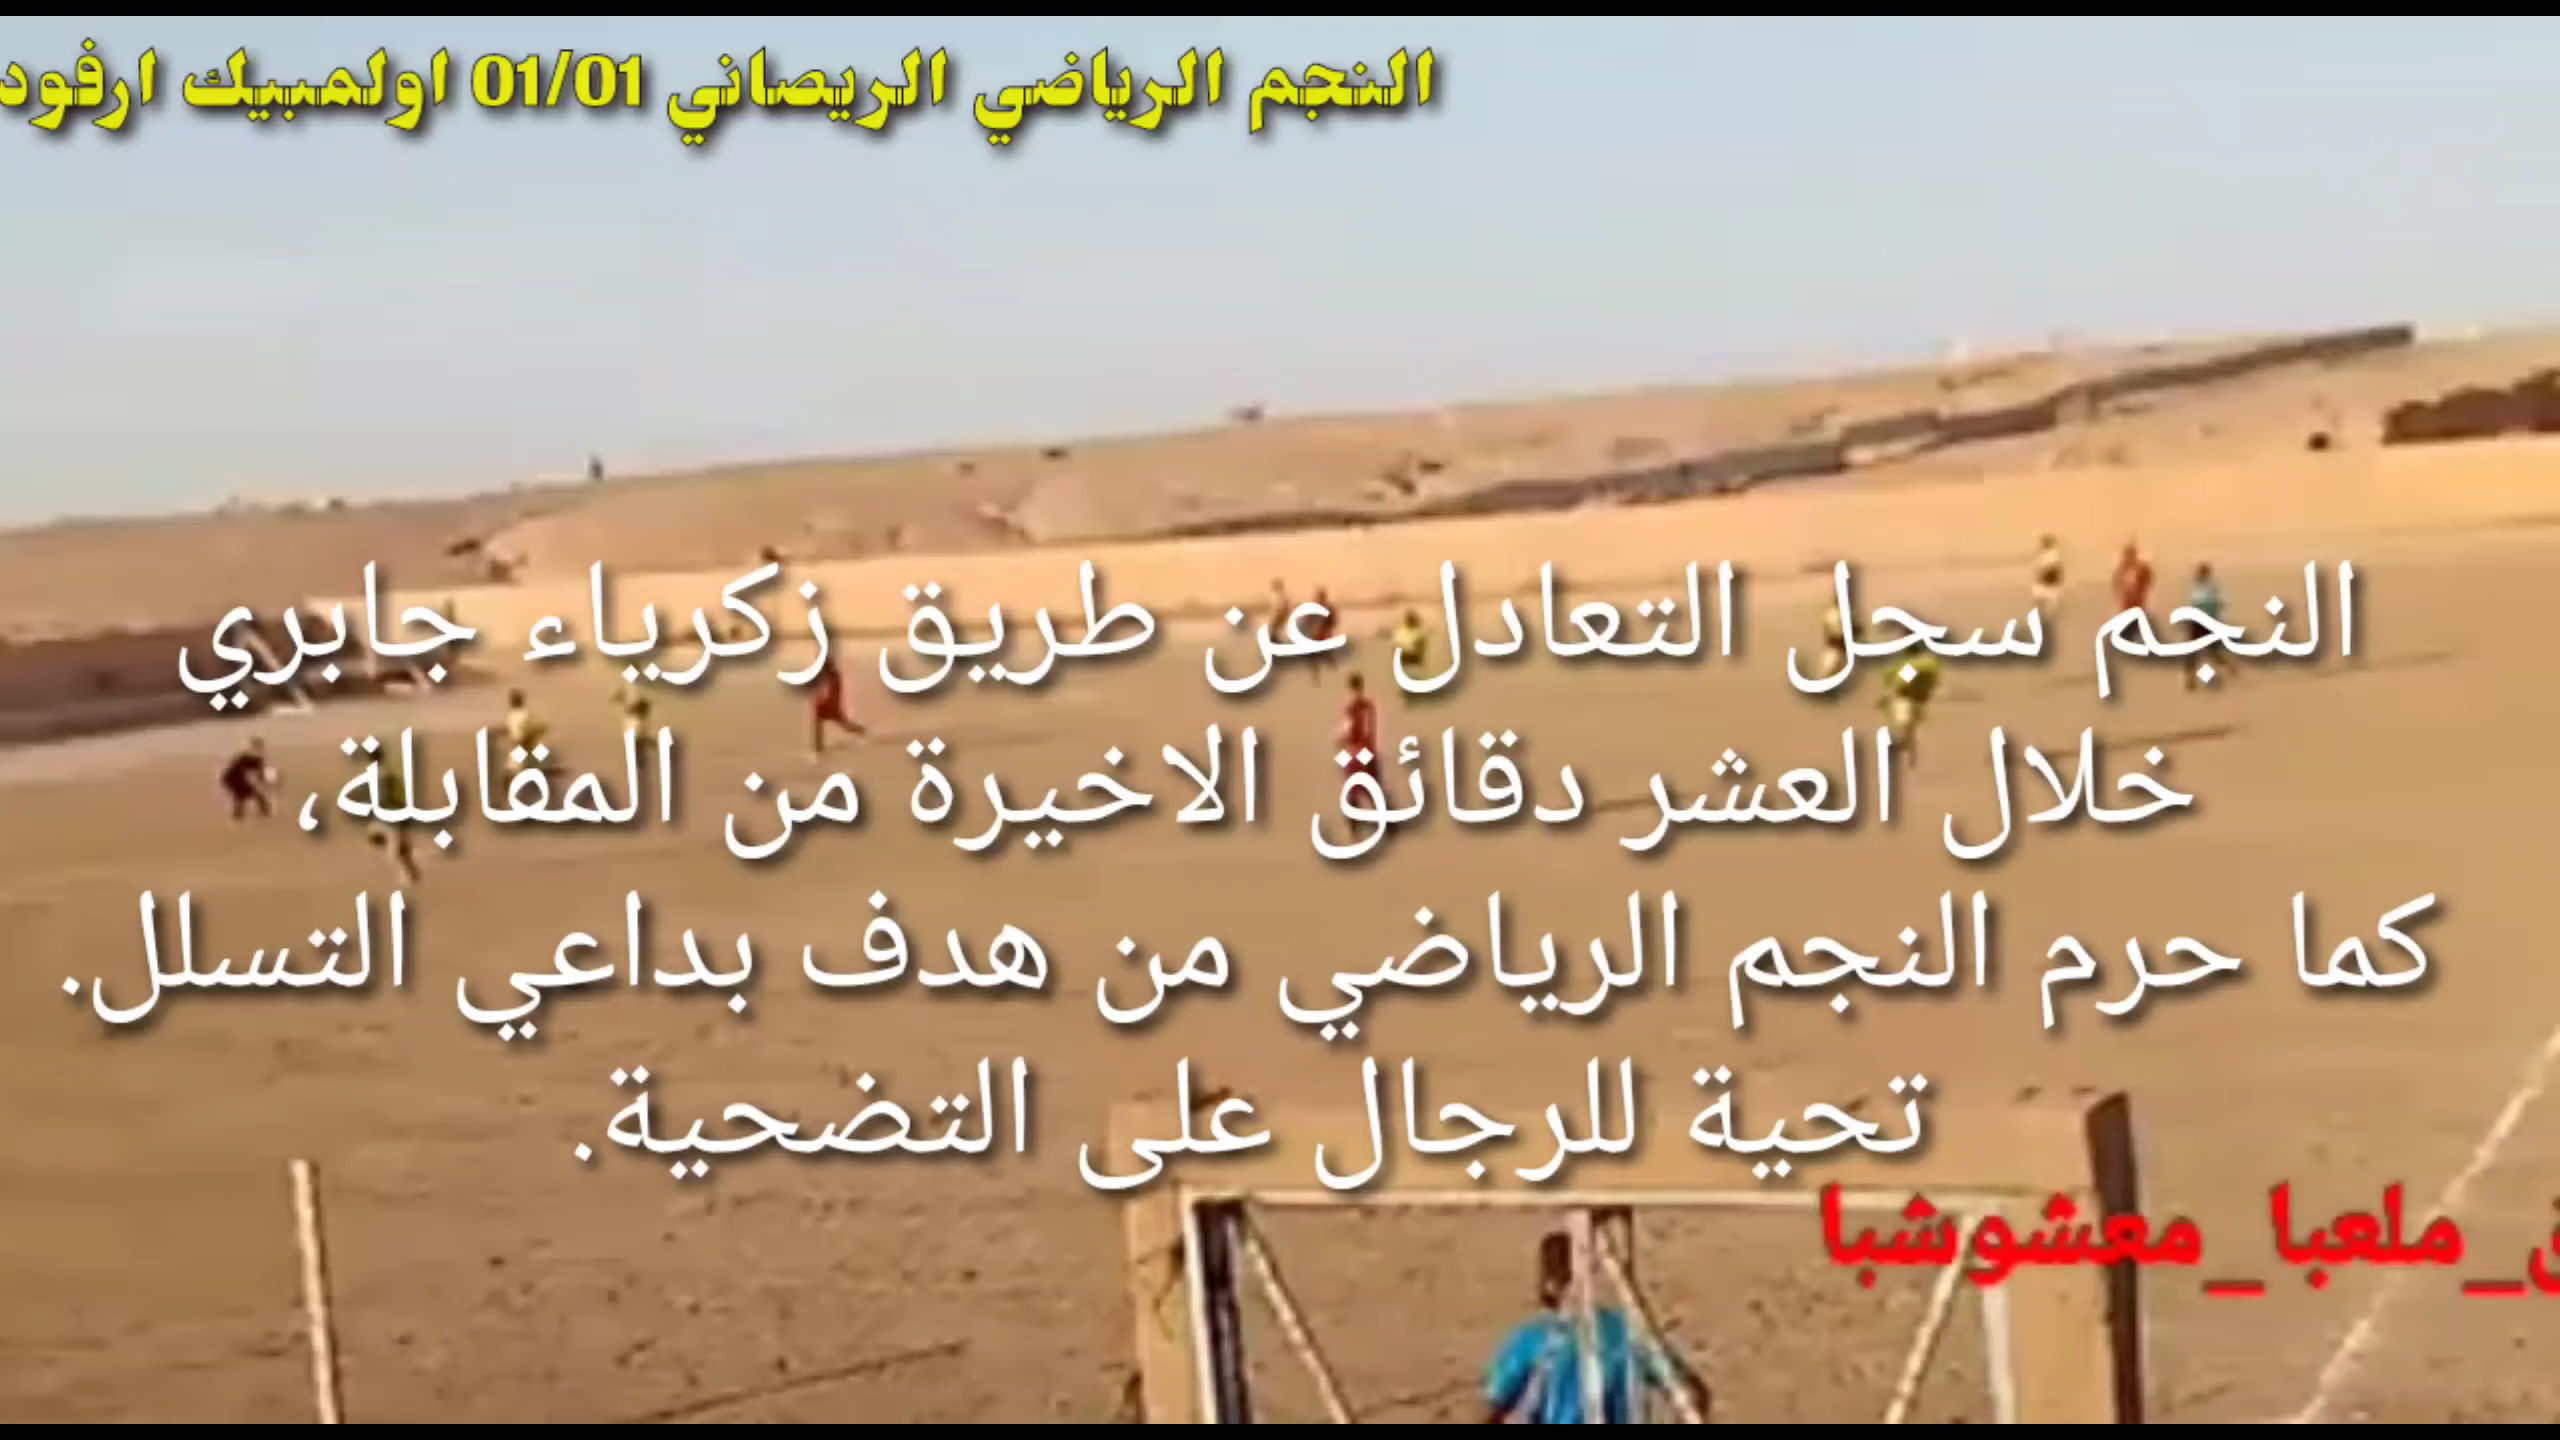 النجم الرياضي الريصاني 01/01 اولمبيك ارفود
النجم سجل التعادل عن طريق زكرياء جابري
خلال العشر دقائق الاخيرة من المقابلة،
كما حرم النجم الرياضي من هدف بداعي التسلل.
تحية للرجال على التضحية.
ملعبا_معشوشبا